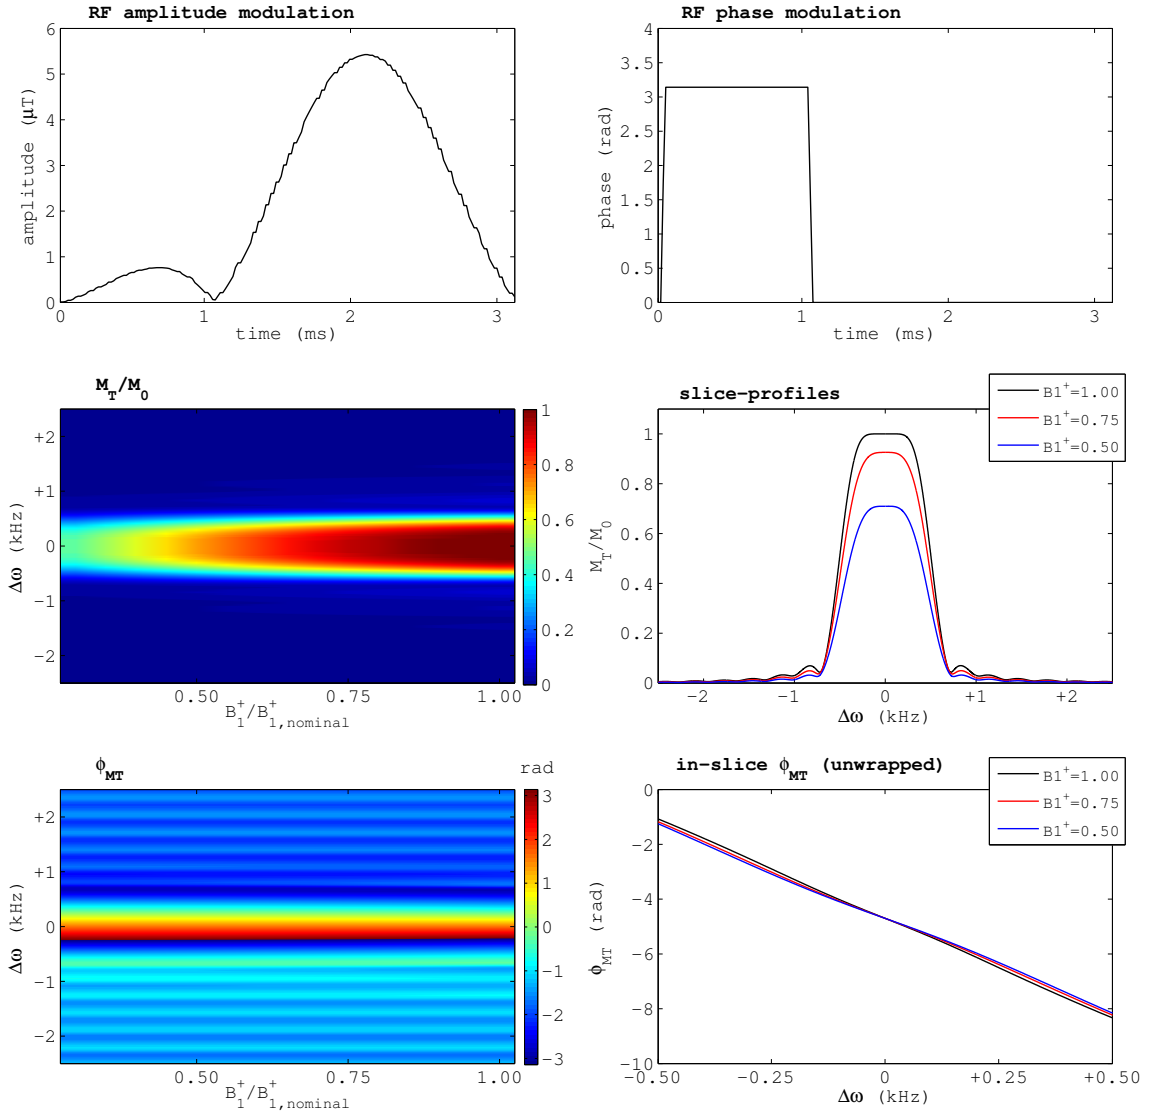 RF amplitude modulation
6
5
4
3
2
1
0
amplitude (μT)
0 1 2 3
time (ms)
RF phase modulation
4
3.5
3
2.5
2
1.5
1
0.5
0
phase (rad)
0 1 2 3
time (ms)
M_T/M_0
+2
+1
0
−1
−2
Δω (kHz)
0.50 0.75 1.00
B_1^+/B_1,nominal^+
1
0.8
0.6
0.4
0.2
0
slice−profiles
B1^+=1.00
B1^+=0.75
B1^+=0.50
1
0.8
0.6
0.4
0.2
0
M_T/M_0
−2 −1 0 +1 +2
Δω (kHz)
ϕ_MT
rad
+2
+1
0
−1
−2
Δω (kHz)
0.50 0.75 1.00
B_1^+/B_1,nominal^+
3
2
1
0
−1
−2
−3
in−slice ϕ_MT (unwrapped)
B1^+=1.00
B1^+=0.75
B1^+=0.50
0
−2
−4
−6
−8
−10
ϕ_MT (rad)
−0.50 −0.25 0 +0.25 +0.50
Δω (kHz)